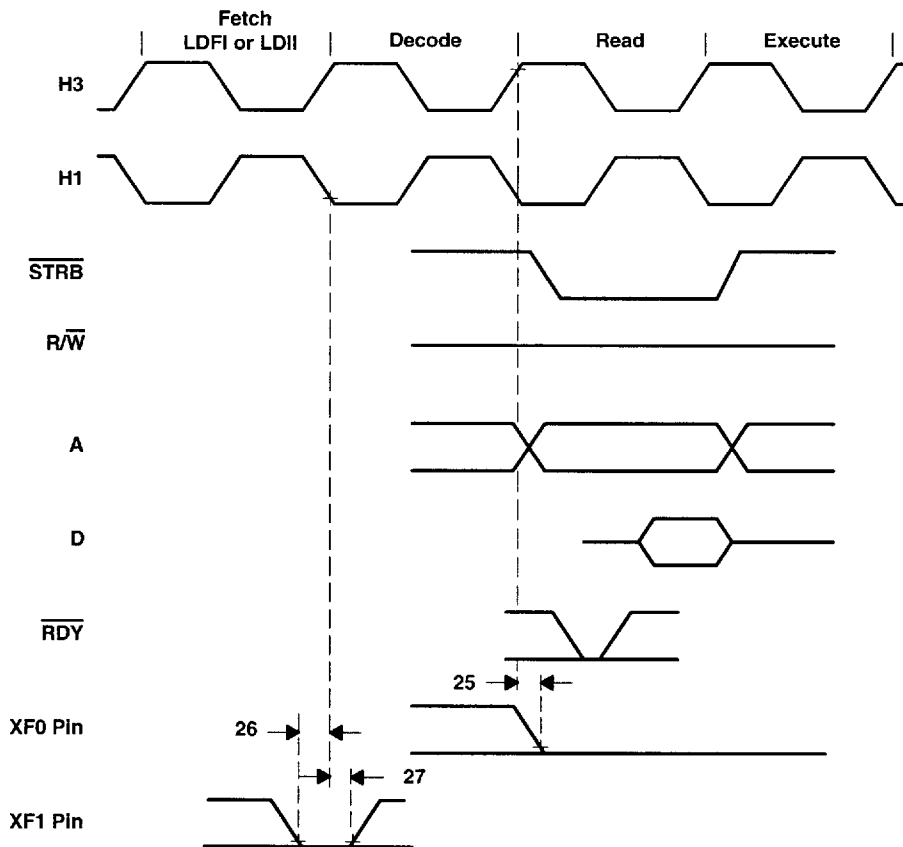 Fetch
LDFI or LDII
Decode
Read
Execute
H3
H1
STRB
R/W
A
D
RDY
25
XF0 Pin
26
27
XF1 Pin